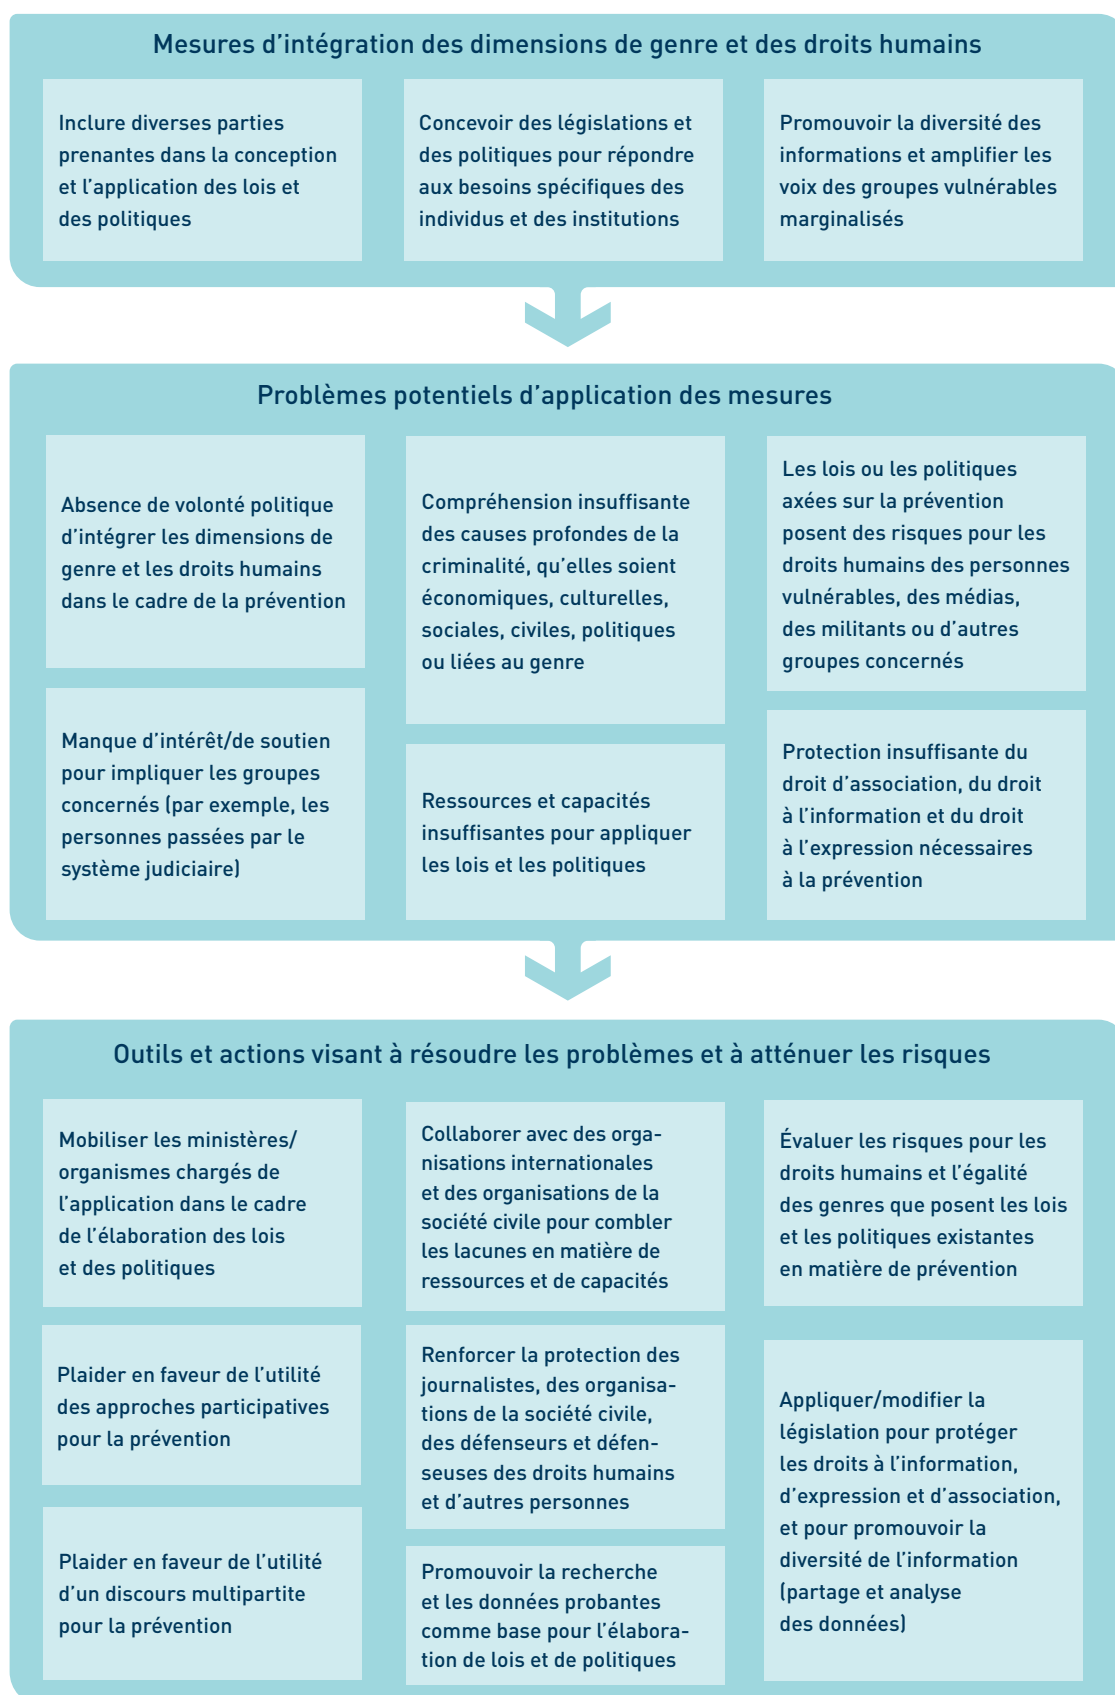 Mesures d’intégration des dimensions de genre et des droits humains
Inclure diverses parties
prenantes dans la conception
et l’application des lois et
des politiques
Concevoir des législations et
des politiques pour répondre
aux besoins spécifiques des
individus et des institutions
Promouvoir la diversité des
informations et amplifier les
voix des groupes vulnérables
marginalisés
Problèmes potentiels d’application des mesures
Absence de volonté politique
d’intégrer les dimensions de
genre et les droits humains
dans le cadre de la prévention
Manque d’intérêt/de soutien
pour impliquer les groupes
concernés (par exemple, les
personnes passées par le
système judiciaire)
Compréhension insuffisante
des causes profondes de la
criminalité, qu’elles soient
économiques, culturelles,
sociales, civiles, politiques
ou liées au genre
Ressources et capacités
insuffisantes pour appliquer
les lois et les politiques
Les lois ou les politiques
axées sur la prévention
posent des risques pour les
droits humains des personnes
vulnérables, des médias,
des militants ou d’autres
groupes concernés
Protection insuffisante du
droit d’association, du droit
à l’information et du droit
à l’expression nécessaires
à la prévention
Outils et actions visant à résoudre les problèmes et à atténuer les risques
Mobiliser les ministères/
organismes chargés de
l’application dans le cadre
de l’élaboration des lois
et des politiques
Plaider en faveur de l’utilité
des approches participatives
pour la prévention
Plaider en faveur de l’utilité
d’un discours multipartite
pour la prévention
Collaborer avec des orga-
nisations internationales
et des organisations de la
société civile pour combler
les lacunes en matière de
ressources et de capacités
Renforcer la protection des
journalistes, des organisa-
tions de la société civile,
des défenseurs et défen-
seuses des droits humains
et d’autres personnes
Promouvoir la recherche
et les données probantes
comme base pour l’élabora-
tion de lois et de politiques
Évaluer les risques pour les
droits humains et l’égalité
des genres que posent les lois
et les politiques existantes
en matière de prévention
Appliquer/modifier la
législation pour protéger
les droits à l’information,
d’expression et d’association,
et pour promouvoir la
diversité de l’information
(partage et analyse
des données)